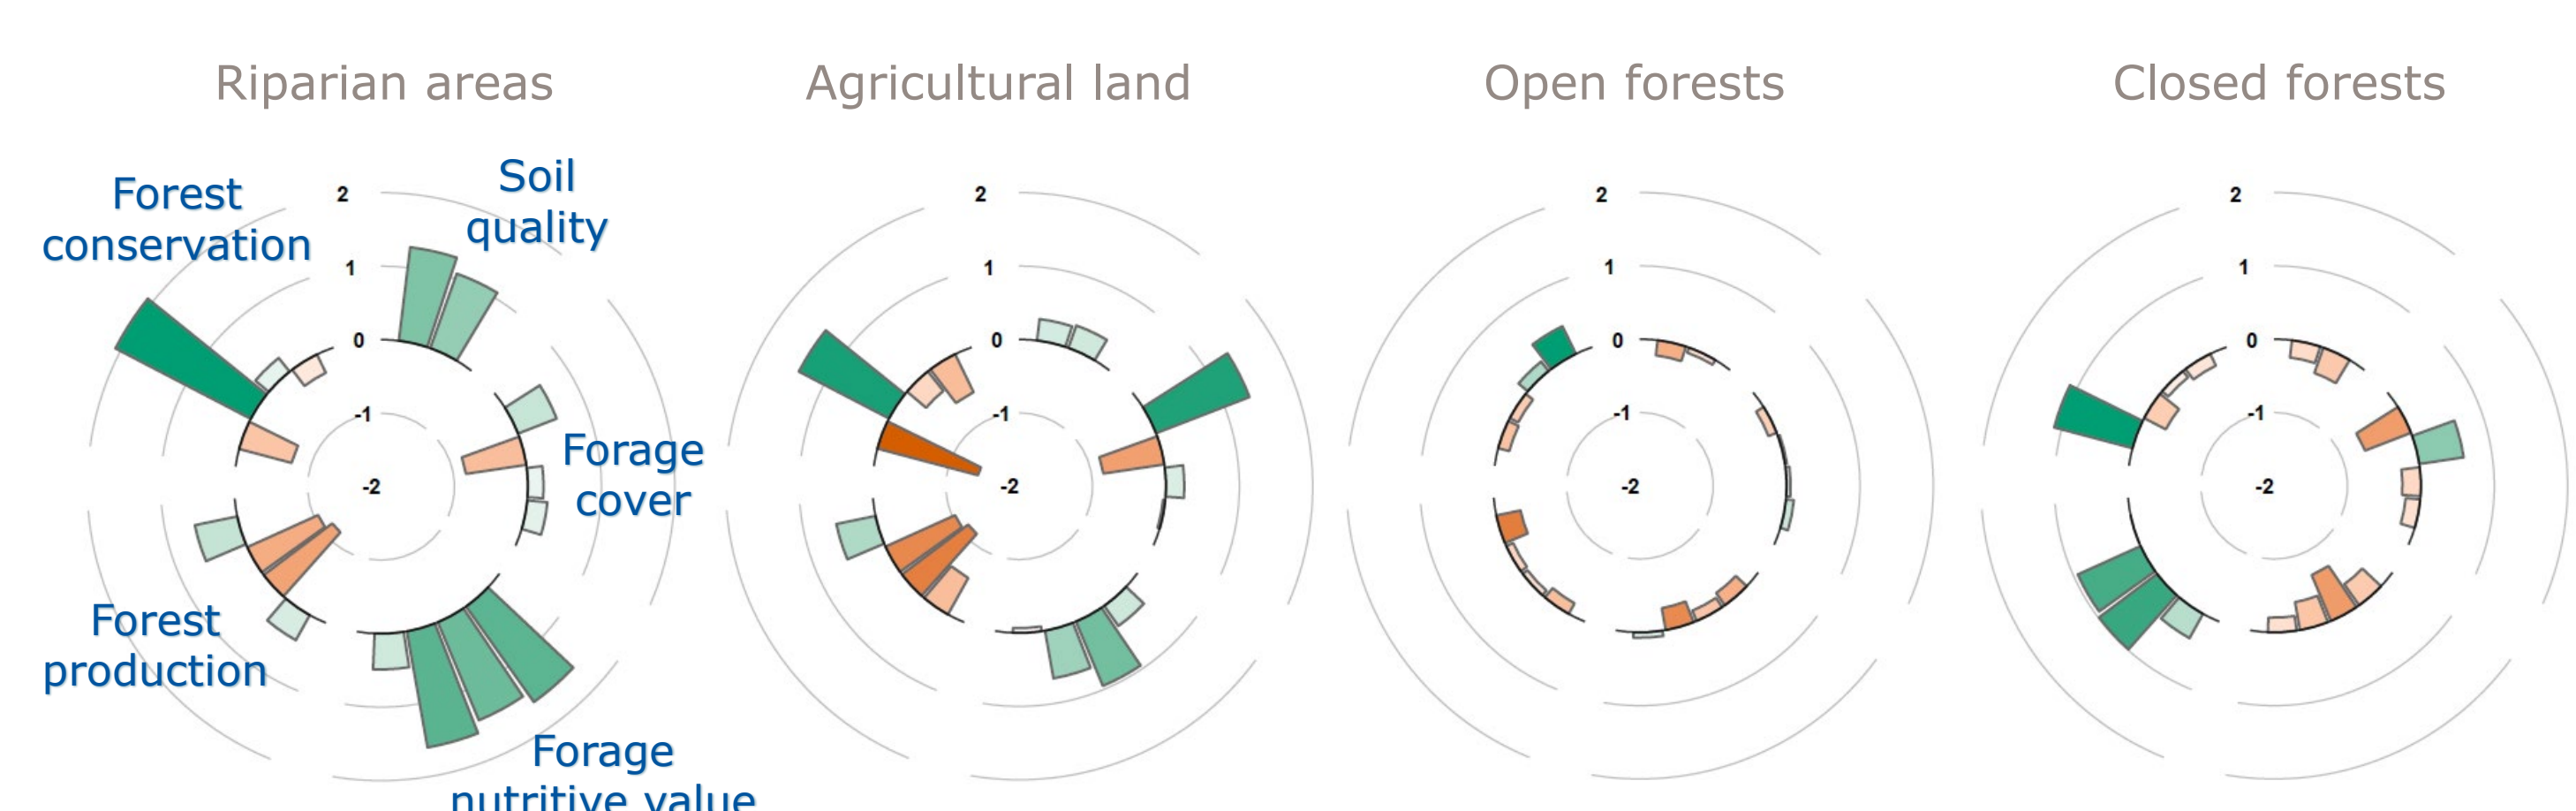 Riparian areas
Agricultural land
Open forests
Closed forests
Forest
conservation
Soil
quality
Forage
cover
Forest
production
Forage
nutritive value
2
1
0
-1
-2
2
1
0
-1
-2
2
1
0
-1
-2
2
1
0
-1
-2